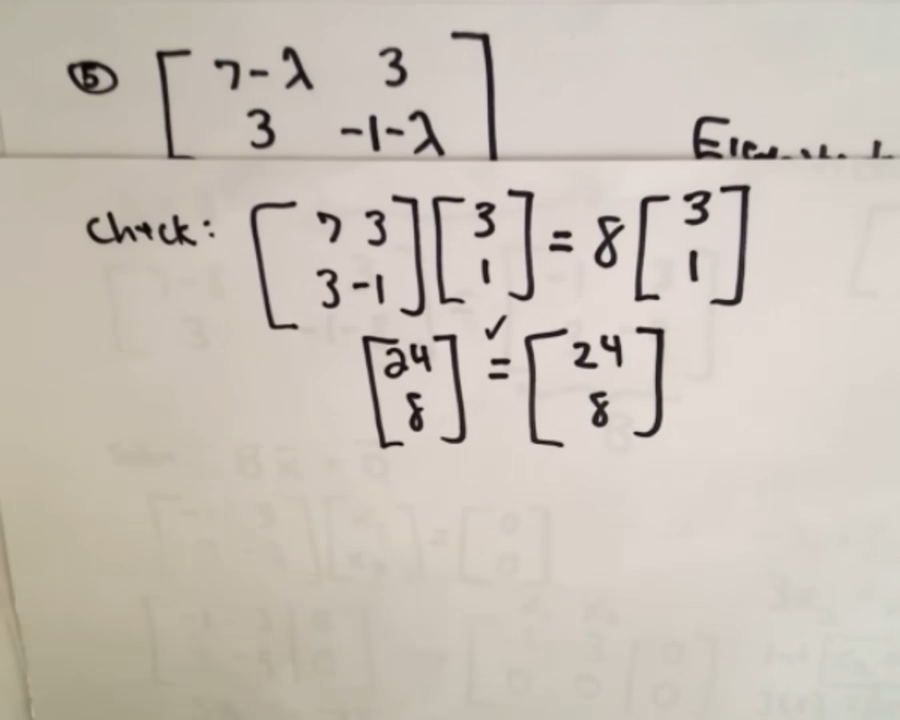 ⑤ [ 7-λ 3 ]
[ 3 -1-λ ]
Check: [ 7 3 ] [ 3 ] = 8 [ 3 ]
[ 3 -1 ] [ 1 ] [ 1 ]
[ 24 ] ✓ = [ 24 ]
[ 8 ] [ 8 ]